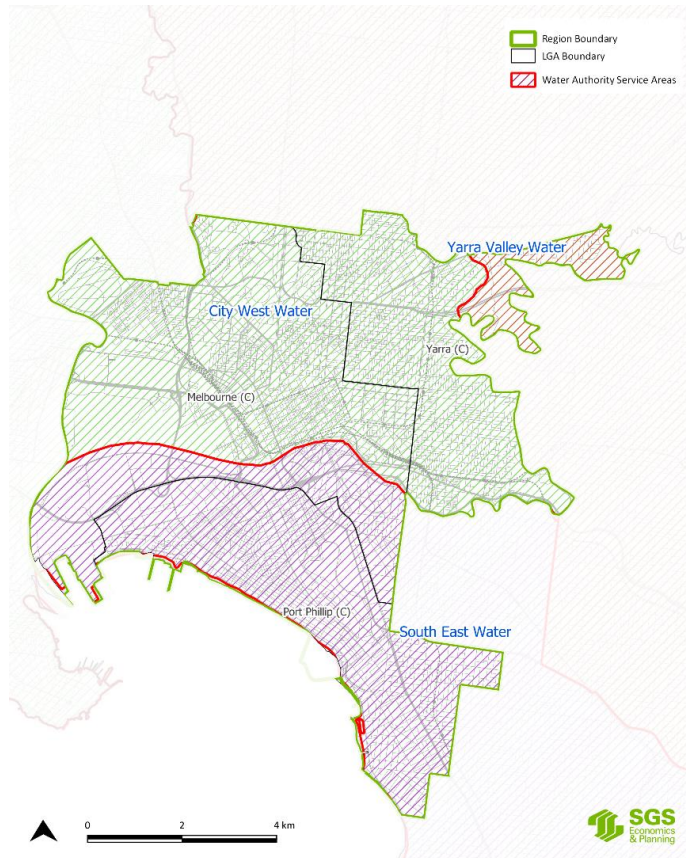 Region Boundary
LGA Boundary
Water Authority Service Areas
Yarra Valley Water
City West Water
Yarra (C)
Melbourne (C)
Port Phillip (C)
South East Water
0 2 4 km
SGS
Economics
& Planning